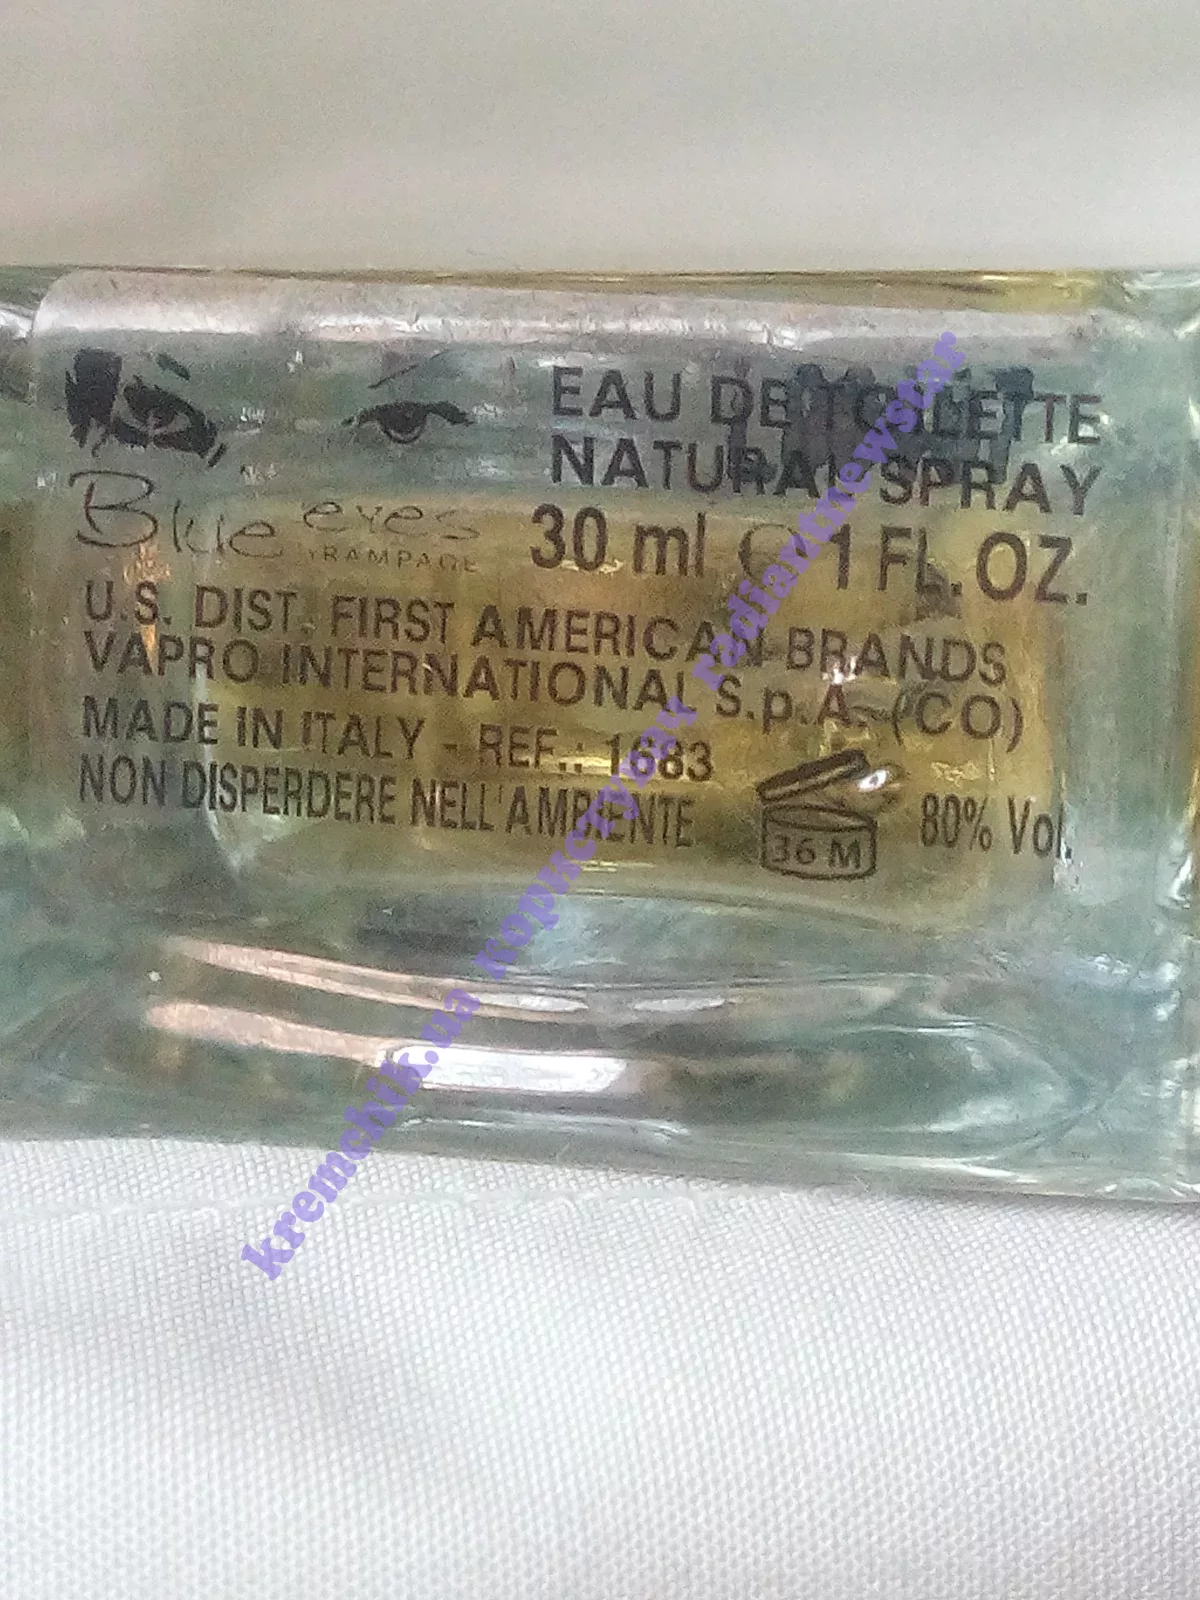 EAU DE TOILETTE
NATURAL SPRAY
Blue eyes
by RAMPAGE
30 ml e 1 FL. OZ.
U.S. DIST. FIRST AMERICAN BRANDS
VAPRO INTERNATIONAL S.p.A. (CO)
MADE IN ITALY - REF.: 1683
NON DISPERDERE NELL'AMBIENTE
36 M
80% Vol.
kremchik.ua користувач radiantnewstar